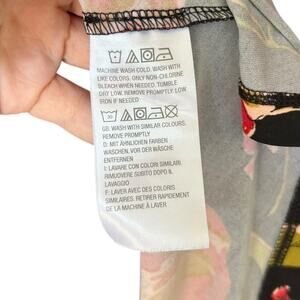 MACHINE WASH COLD. WASH WITH
LIKE COLORS. ONLY NON-CHLORINE
BLEACH WHEN NEEDED. TUMBLE
DRY LOW. REMOVE PROMPTLY. LOW
IRON IF NEEDED
30
GB: WASH WITH SIMILAR COLOURS.
REMOVE PROMPTLY
D: MIT ÄHNLICHEN FARBEN
WASCHEN, VOR DER WÄSCHE
ENTFERNEN
I: LAVARE CON COLORI SIMILARI.
RIMUOVERE SUBITO DOPO IL
LAVAGGIO
F: LAVER AVEC DES COLORIS
SIMILAIRES. RETIRER RAPIDEMENT
DE LA MACHINE À LAVER